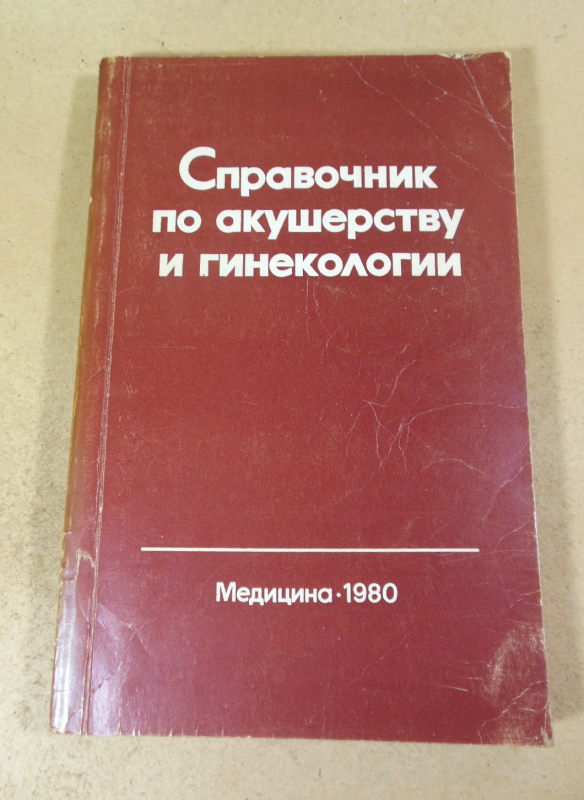 Справочник
по акушерству
и гинекологии
Медицина·1980